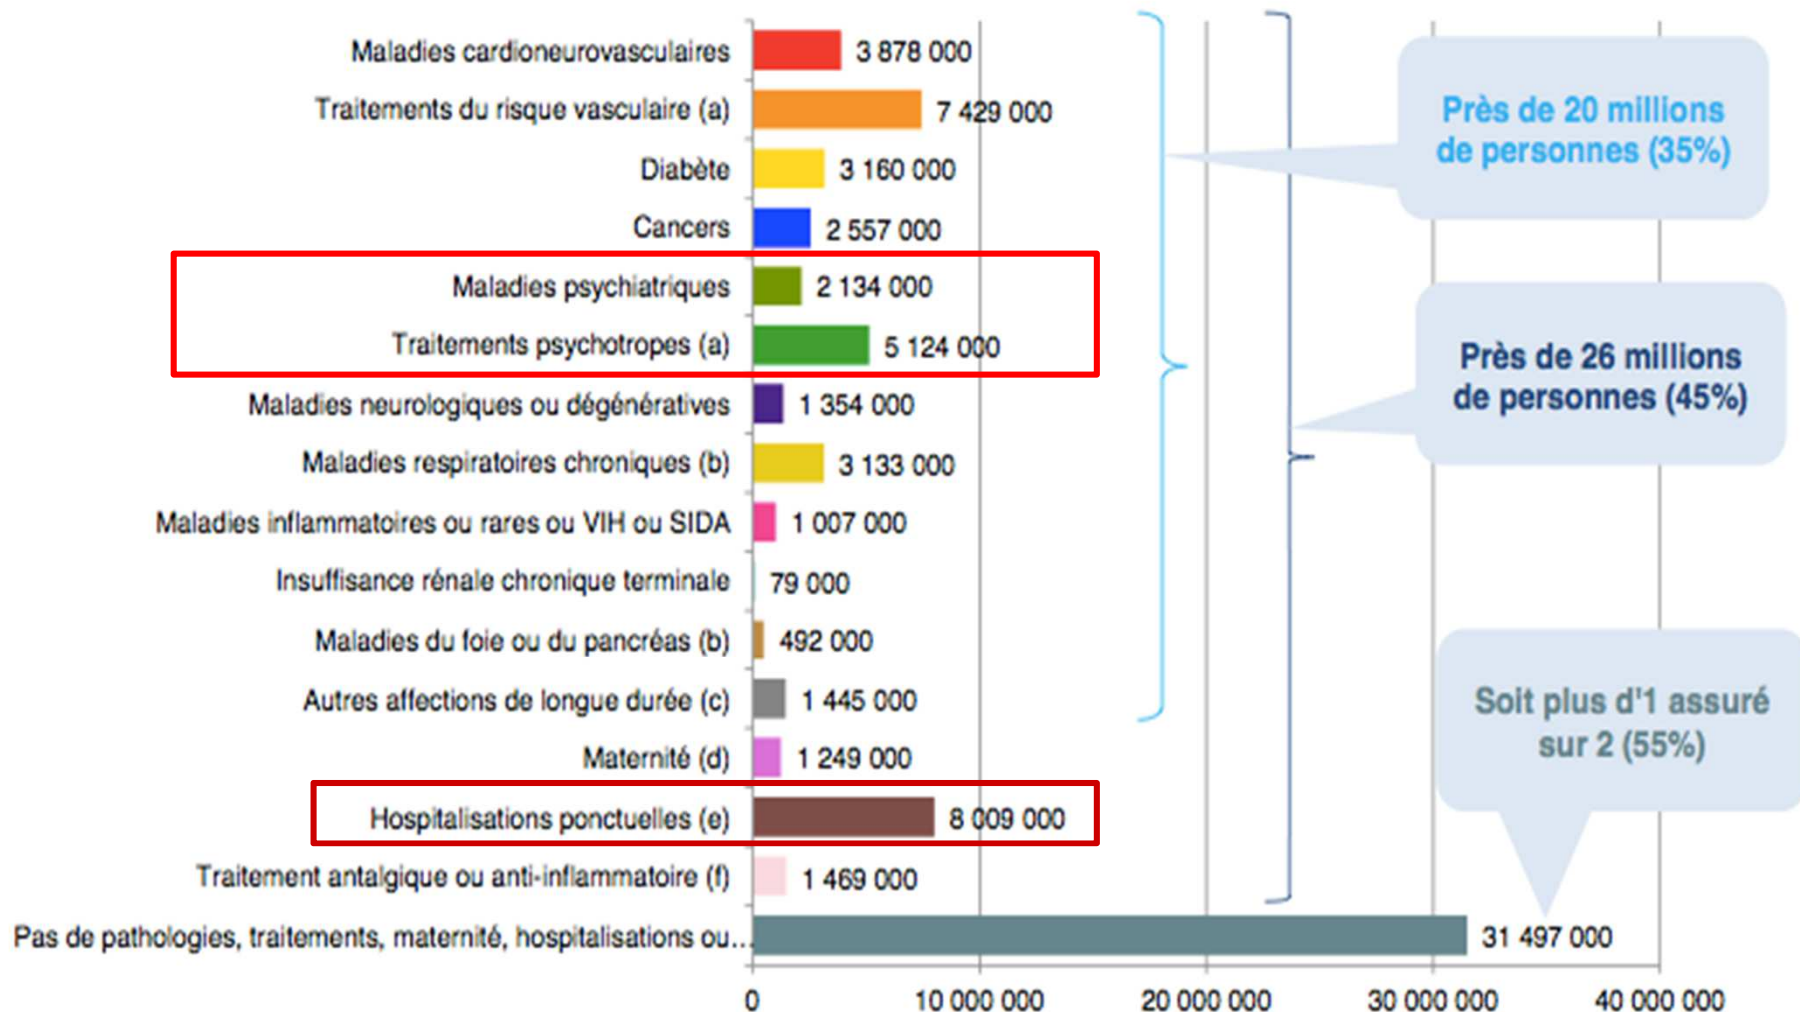 Maladies cardioneurovasculaires 3 878 000
Traitements du risque vasculaire (a) 7 429 000
Diabète 3 160 000
Cancers 2 557 000
Maladies psychiatriques 2 134 000
Traitements psychotropes (a) 5 124 000
Maladies neurologiques ou dégénératives 1 354 000
Maladies respiratoires chroniques (b) 3 133 000
Maladies inflammatoires ou rares ou VIH ou SIDA 1 007 000
Insuffisance rénale chronique terminale 79 000
Maladies du foie ou du pancréas (b) 492 000
Autres affections de longue durée (c) 1 445 000
Maternité (d) 1 249 000
Hospitalisations ponctuelles (e) 8 009 000
Traitement antalgique ou anti-inflammatoire (f) 1 469 000
Pas de pathologies, traitements, maternité, hospitalisations ou... 31 497 000
0 10 000 000 20 000 000 30 000 000 40 000 000
Près de 20 millions
de personnes (35%)
Près de 26 millions
de personnes (45%)
Soit plus d'1 assuré
sur 2 (55%)